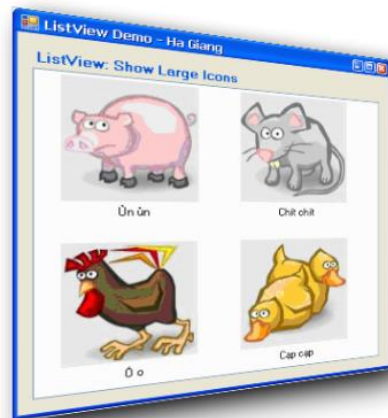 ListView Demo - Ha Giang
ListView: Show Large Icons
Ủn ủn
Chít chít
Ò o
Cạp cạp